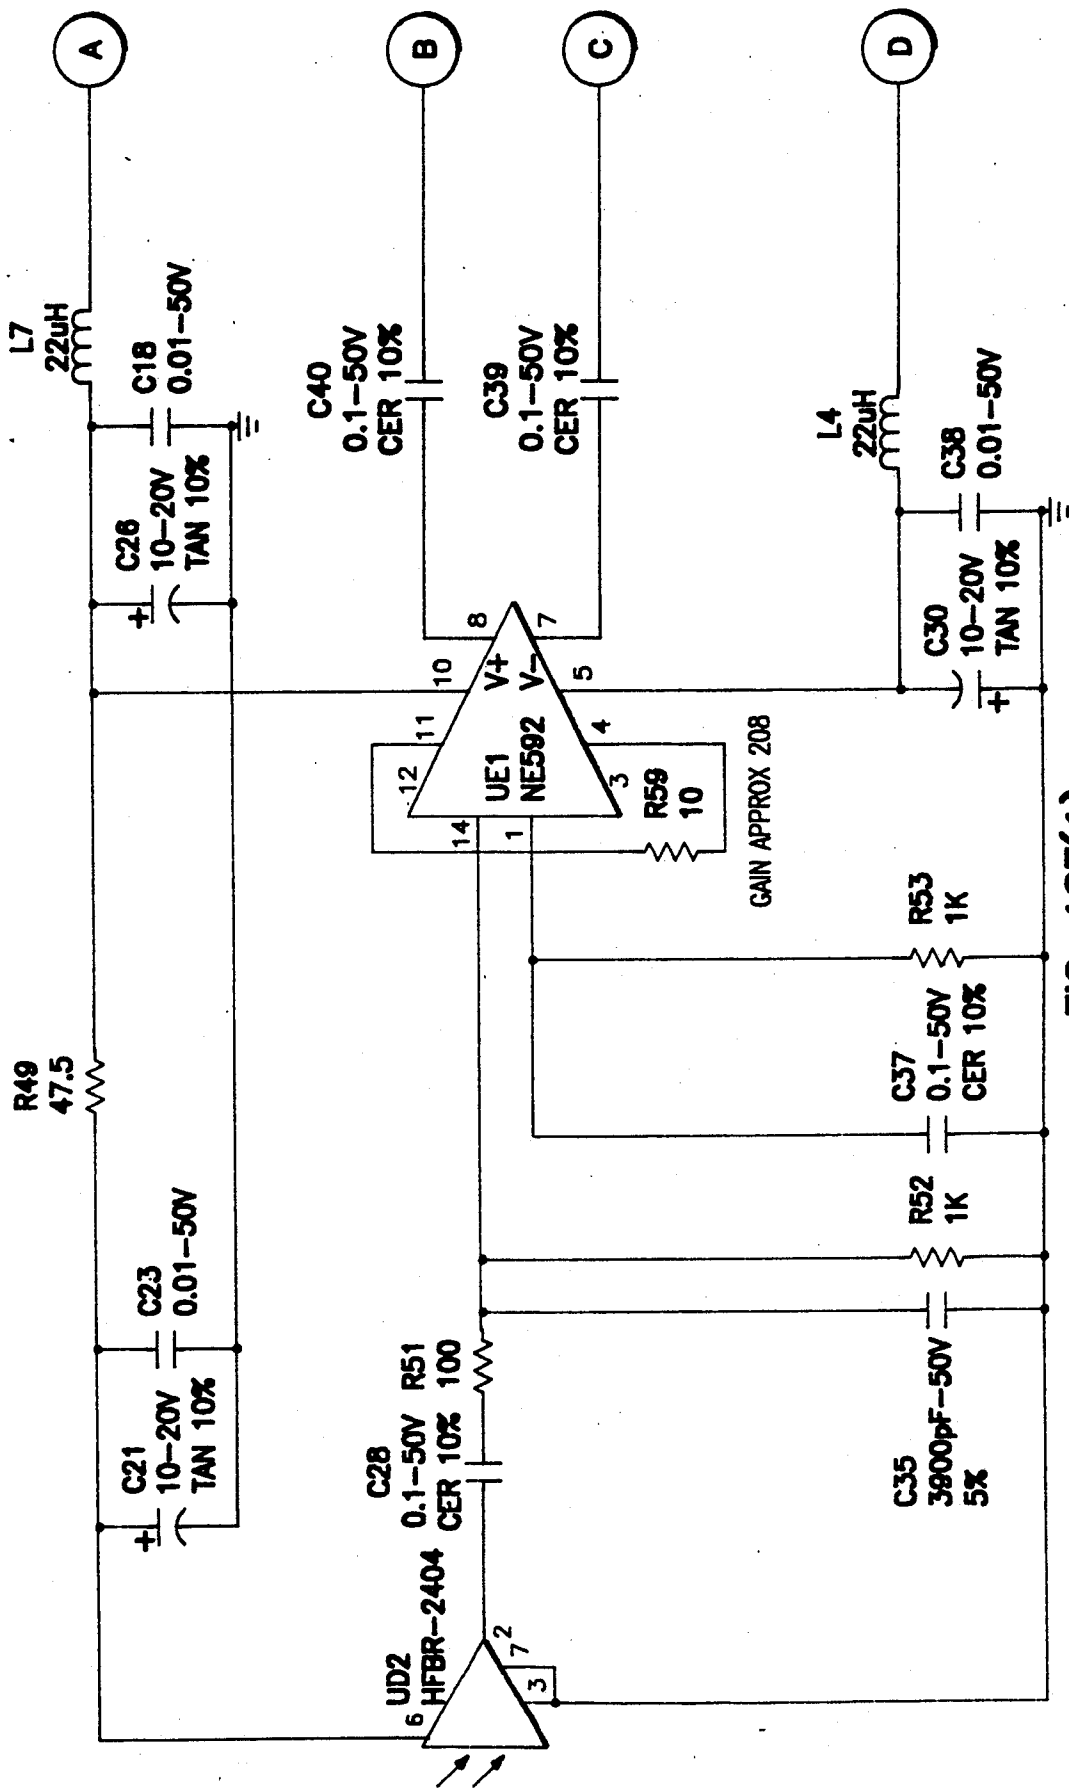 A
L7
22uH
C18
0.01-50V
C26
10-20V
TAN 10%
+
R49
47.5
C23
0.01-50V
C21
10-20V
TAN 10%
+
B
C40
0.1-50V
CER 10%
C
C39
0.1-50V
CER 10%
8
7
10
V+
V-
5
11
12
4
3
UE1
NE592
14
1
R59
10
GAIN APPROX 208
R51
100
C28
0.1-50V
CER 10%
UD2
HFBR-2404
6
2
7
3
D
L4
22uH
C38
0.01-50V
C30
10-20V
TAN 10%
+
R53
1K
C37
0.1-50V
CER 10%
R52
1K
C35
3900pF-50V
5%